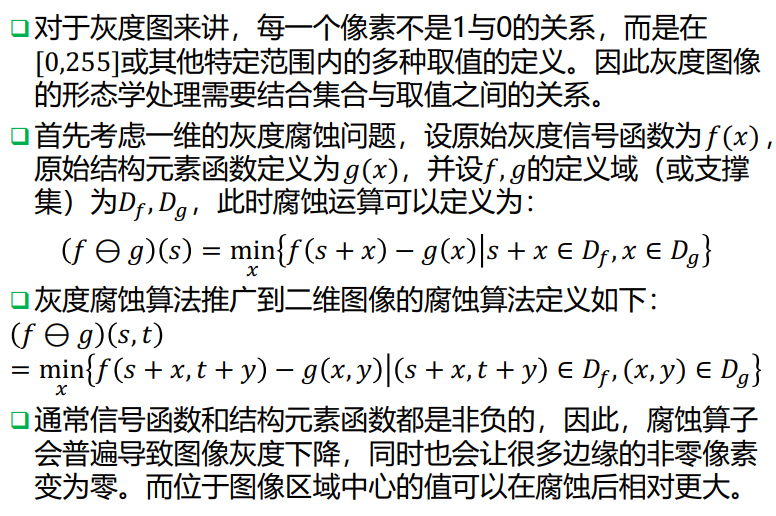 对于灰度图来讲，每一个像素不是1与0的关系，而是在
[0,255]或其他特定范围内的多种取值的定义。因此灰度图像
的形态学处理需要结合集合与取值之间的关系。
首先考虑一维的灰度腐蚀问题，设原始灰度信号函数为f(x)，
原始结构元素函数定义为g(x)，并设f,g的定义域（或支撑
集）为D_f,D_g，此时腐蚀运算可以定义为：
(f ⊖ g)(s) = min_x{f(s + x) − g(x)|s + x ∈ D_f, x ∈ D_g}
灰度腐蚀算法推广到二维图像的腐蚀算法定义如下：
(f ⊖ g)(s, t)
= min_x{f(s + x, t + y) − g(x, y)|(s + x, t + y) ∈ D_f, (x, y) ∈ D_g}
通常信号函数和结构元素函数都是非负的，因此，腐蚀算子
会普遍导致图像灰度下降，同时也会让很多边缘的非零像素
变为零。而位于图像区域中心的值可以在腐蚀后相对更大。